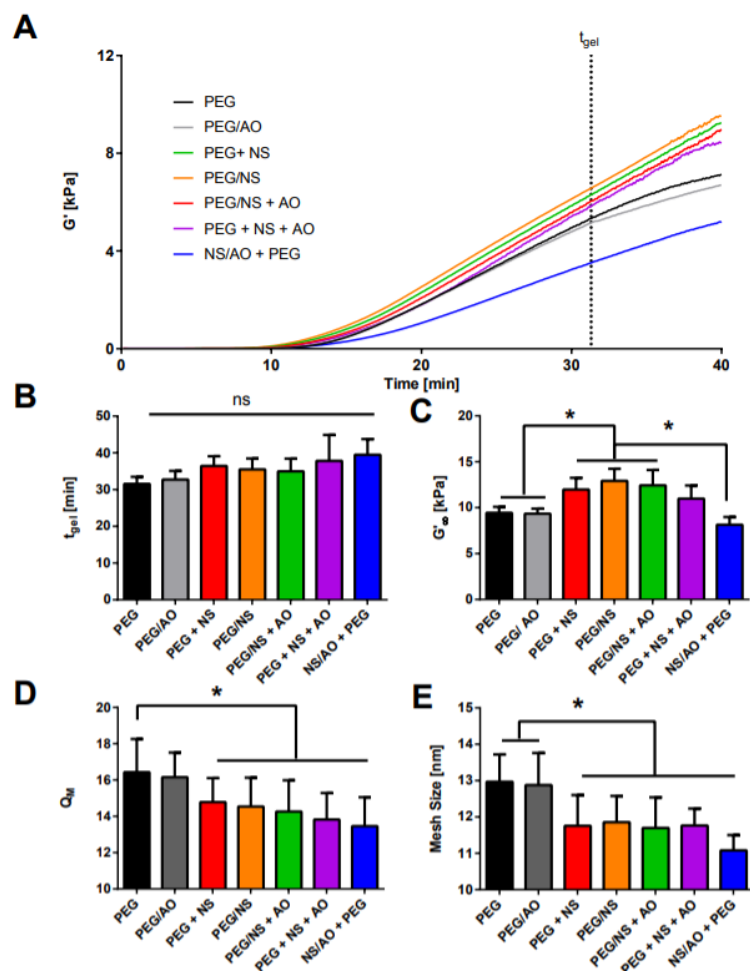 A
t_gel
12
8
4
0
G' [kPa]
PEG
PEG/AO
PEG+ NS
PEG/NS
PEG/NS + AO
PEG + NS + AO
NS/AO + PEG
0 10 20 30 40
Time [min]
B
ns
50
40
30
20
10
0
t_gel [min]
PEG
PEG/AO
PEG + NS
PEG/NS
PEG/NS + AO
PEG + NS + AO
NS/AO + PEG
C
* *
20
15
10
5
0
G'∞ [kPa]
PEG
PEG/ AO
PEG + NS
PEG/NS
PEG/NS + AO
PEG + NS + AO
NS/AO + PEG
D
*
20
18
16
14
12
10
Q_M
PEG
PEG/AO
PEG + NS
PEG/NS
PEG/NS + AO
PEG + NS + AO
NS/AO + PEG
E
*
15
14
13
12
11
10
Mesh Size [nm]
PEG
PEG/AO
PEG + NS
PEG/NS
PEG/NS + AO
PEG + NS + AO
NS/AO + PEG